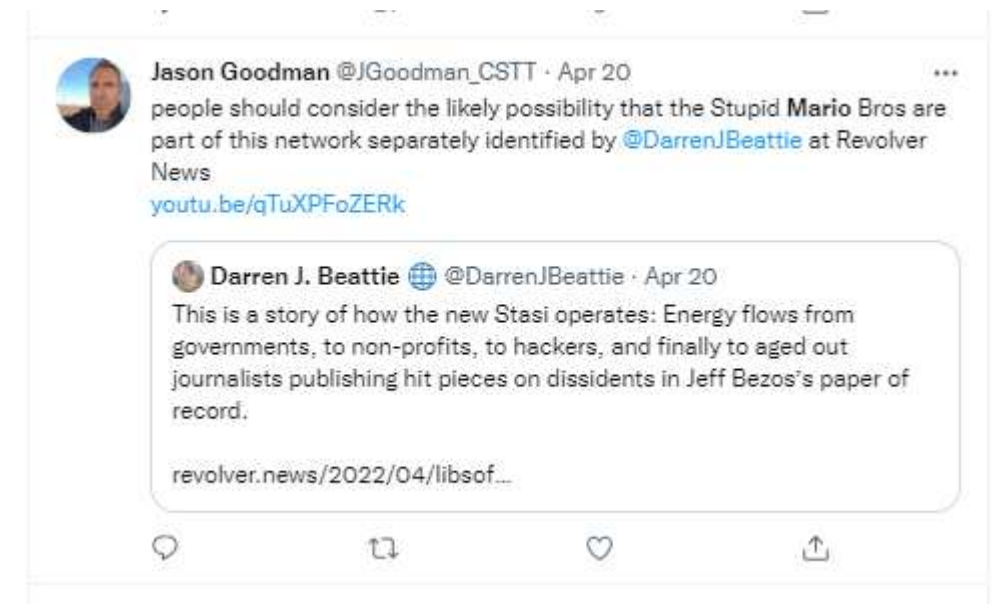 Jason Goodman @JGoodman_CSTT · Apr 20
people should consider the likely possibility that the Stupid Mario Bros are
part of this network separately identified by @DarrenJBeattie at Revolver
News
youtu.be/qTuXPFoZERk
Darren J. Beattie @DarrenJBeattie · Apr 20
This is a story of how the new Stasi operates: Energy flows from
governments, to non-profits, to hackers, and finally to aged out
journalists publishing hit pieces on dissidents in Jeff Bezos's paper of
record.
revolver.news/2022/04/libsof...